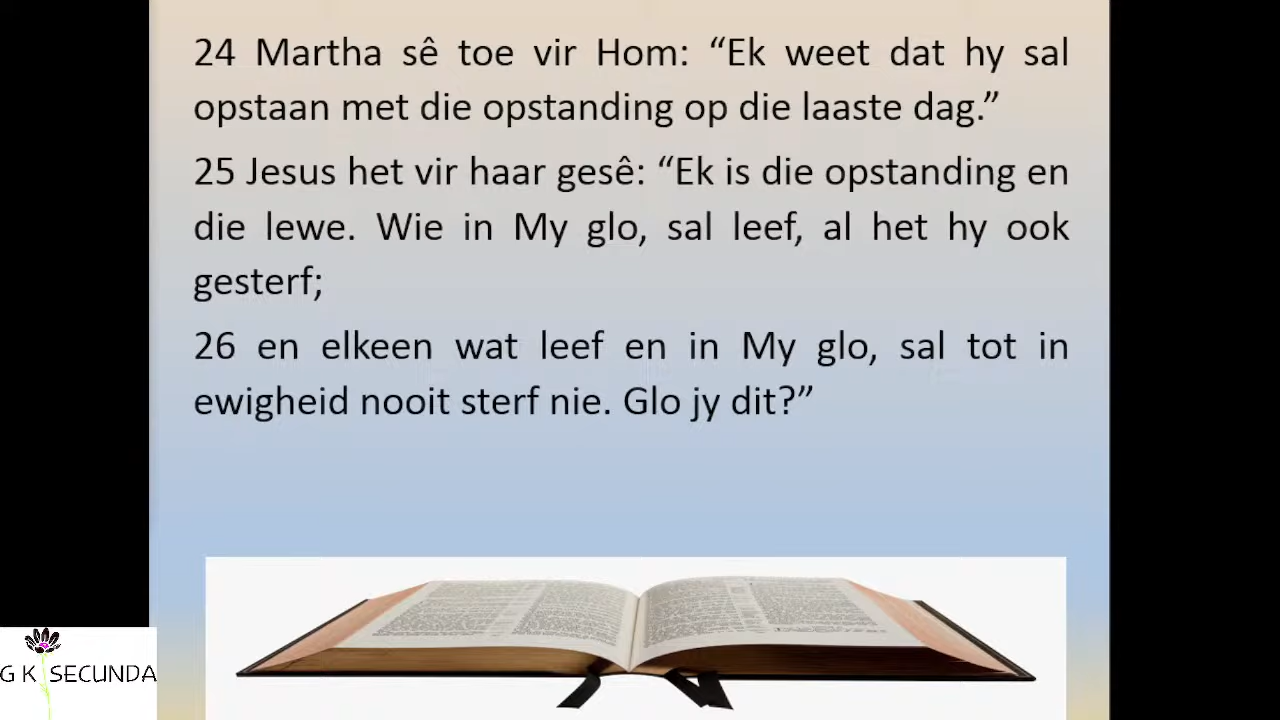 24 Martha sê toe vir Hom: “Ek weet dat hy sal
opstaan met die opstanding op die laaste dag.”
25 Jesus het vir haar gesê: “Ek is die opstanding en
die lewe. Wie in My glo, sal leef, al het hy ook
gesterf;
26 en elkeen wat leef en in My glo, sal tot in
ewigheid nooit sterf nie. Glo jy dit?”
G K SECUNDA